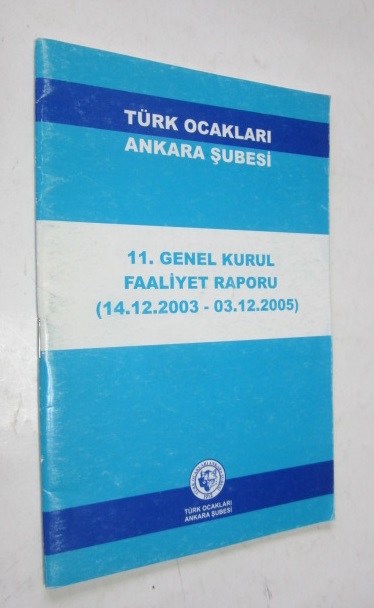 TÜRK OCAKLARI
ANKARA ŞUBESİ
11. GENEL KURUL
FAALİYET RAPORU
(14.12.2003 - 03.12.2005)
TÜRK OCAKLARI
ANKARA ŞUBESİ